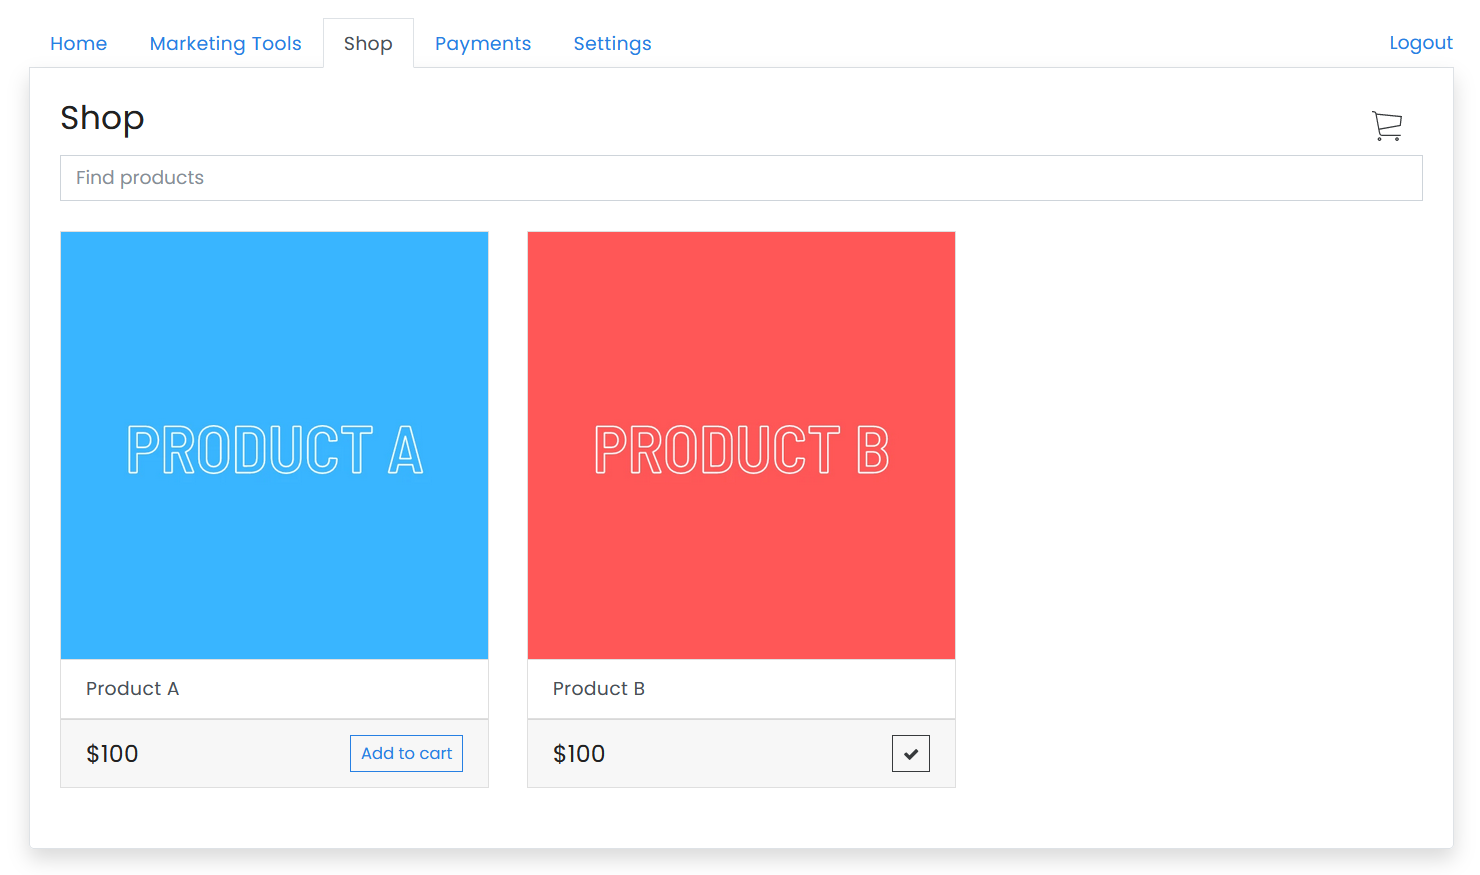 Home Marketing Tools Shop Payments Settings Logout
Shop
Find products
PRODUCT A PRODUCT B
Product A Product B
$100 Add to cart $100